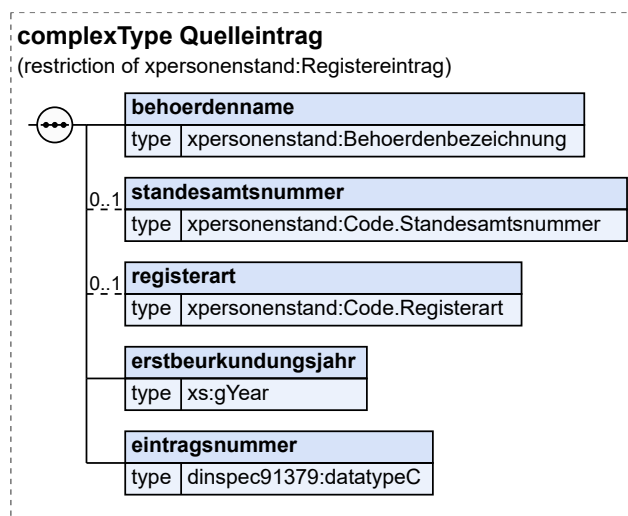 complexType Quelleintrag
(restriction of xpersonenstand:Registereintrag)
behoerdenname
type xpersonenstand:Behoerdenbezeichnung
0..1 standesamtsnummer
type xpersonenstand:Code.Standesamtsnummer
0..1 registerart
type xpersonenstand:Code.Registerart
erstbeurkundungsjahr
type xs:gYear
eintragsnummer
type dinspec91379:datatypeC